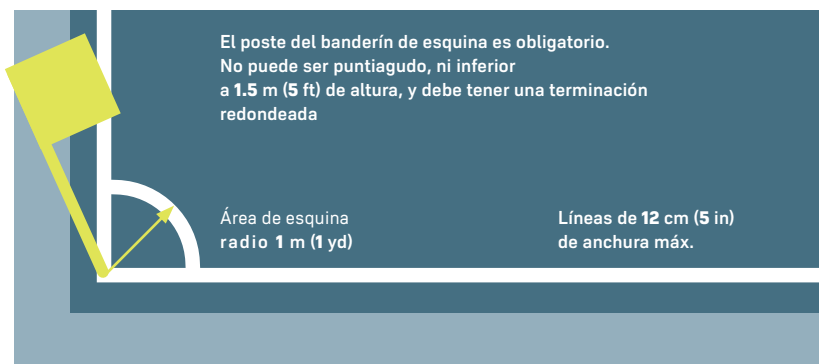 El poste del banderín de esquina es obligatorio.
No puede ser puntiagudo, ni inferior
a 1.5 m (5 ft) de altura, y debe tener una terminación
redondeada
Área de esquina
radio 1 m (1 yd)
Líneas de 12 cm (5 in)
de anchura máx.